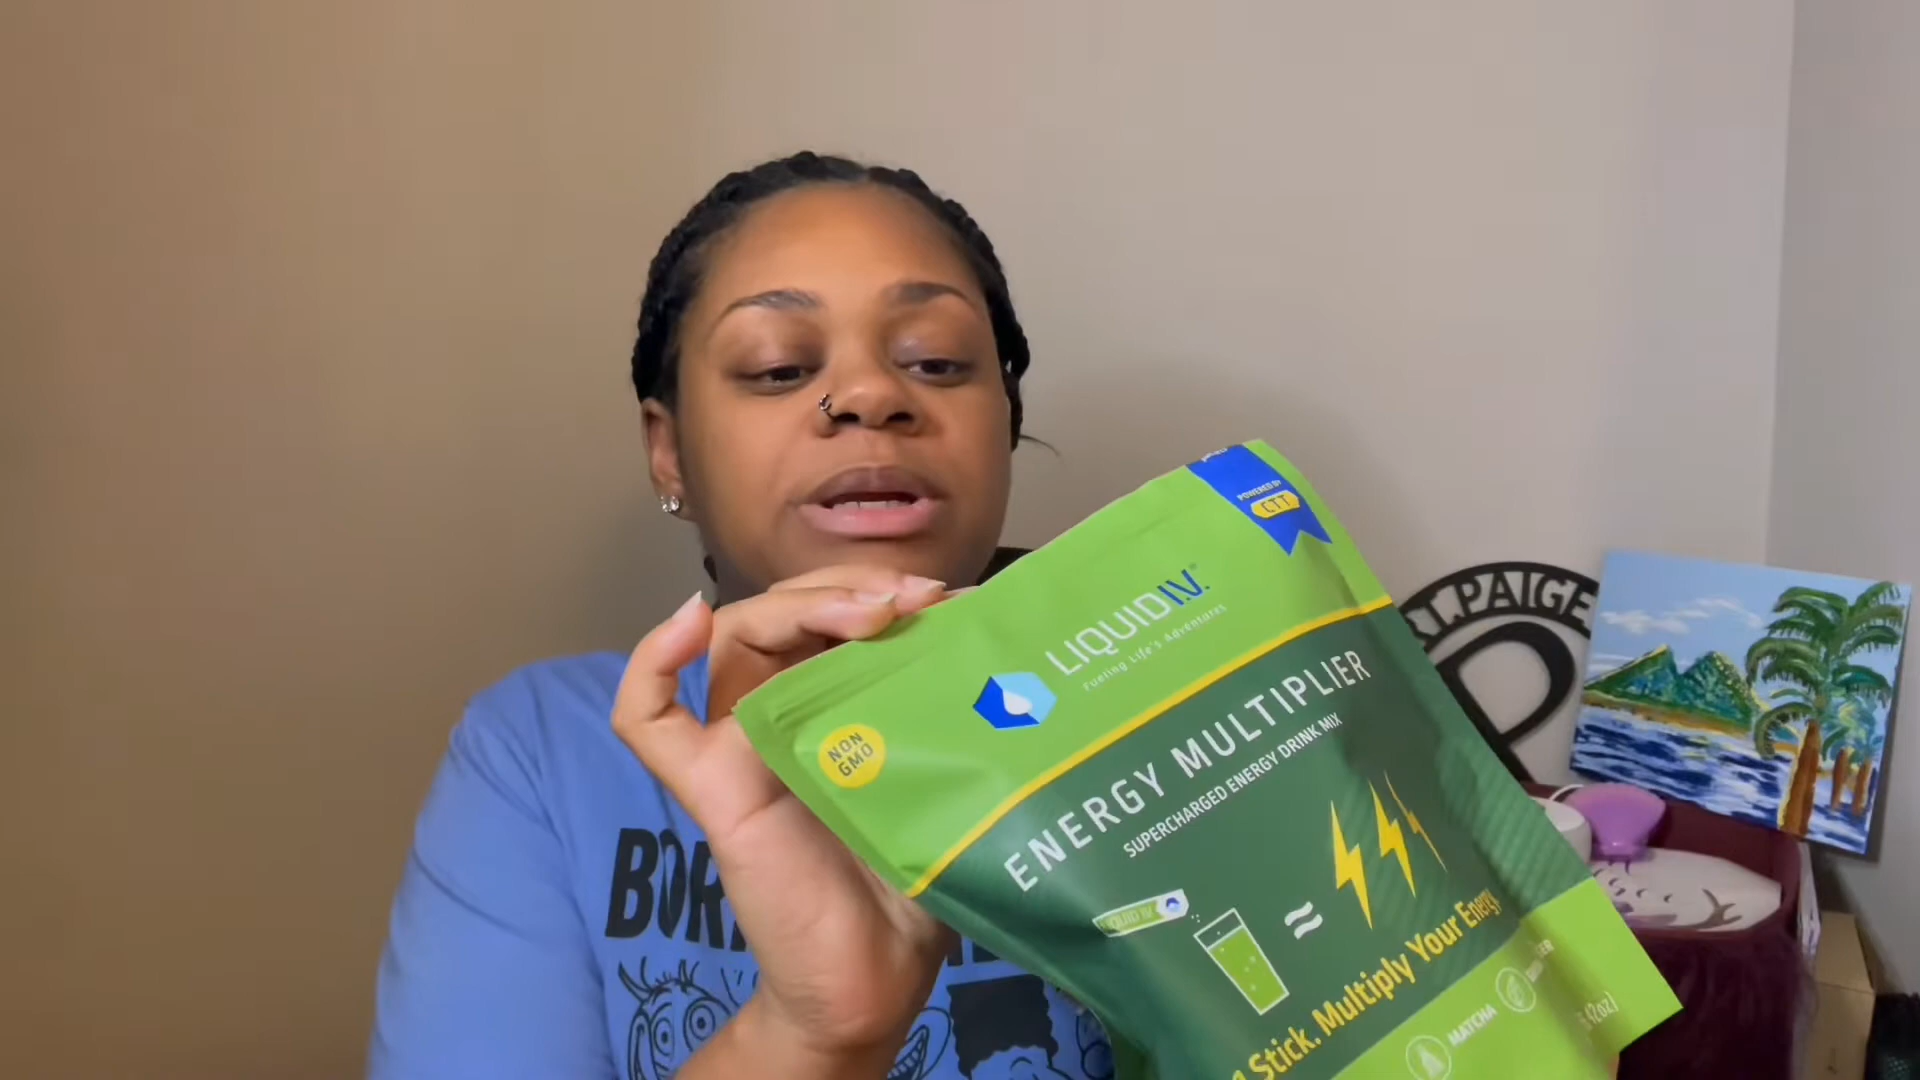 POWERED BY
CTT
LIQUID I.V.
Fueling Life's Adventures
NON
GMO
ENERGY MULTIPLIER
SUPERCHARGED ENERGY DRINK MIX
LIQUID I.V.
≈
Stick. Multiply Your Energy
MATCHA
PAIGE